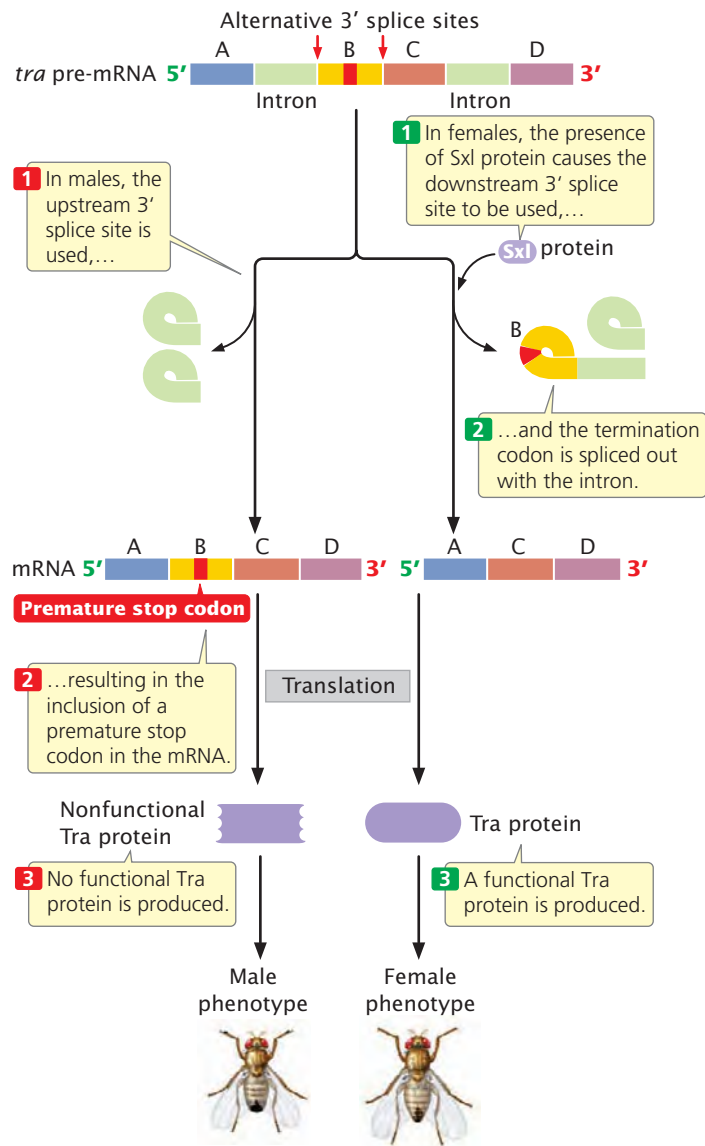 Alternative 3′ splice sites
A B C D
tra pre-mRNA 5′ 3′
Intron Intron
1 In females, the presence
of Sxl protein causes the
downstream 3′ splice
site to be used,…
1 In males, the
upstream 3′
splice site is
used,…
Sxl protein
B
2 …and the termination
codon is spliced out
with the intron.
A B C D A C D
mRNA 5′ 3′ 5′ 3′
Premature stop codon
2 …resulting in the
inclusion of a
premature stop
codon in the mRNA.
Translation
Nonfunctional
Tra protein
Tra protein
3 No functional Tra
protein is produced.
3 A functional Tra
protein is produced.
Male
phenotype
Female
phenotype